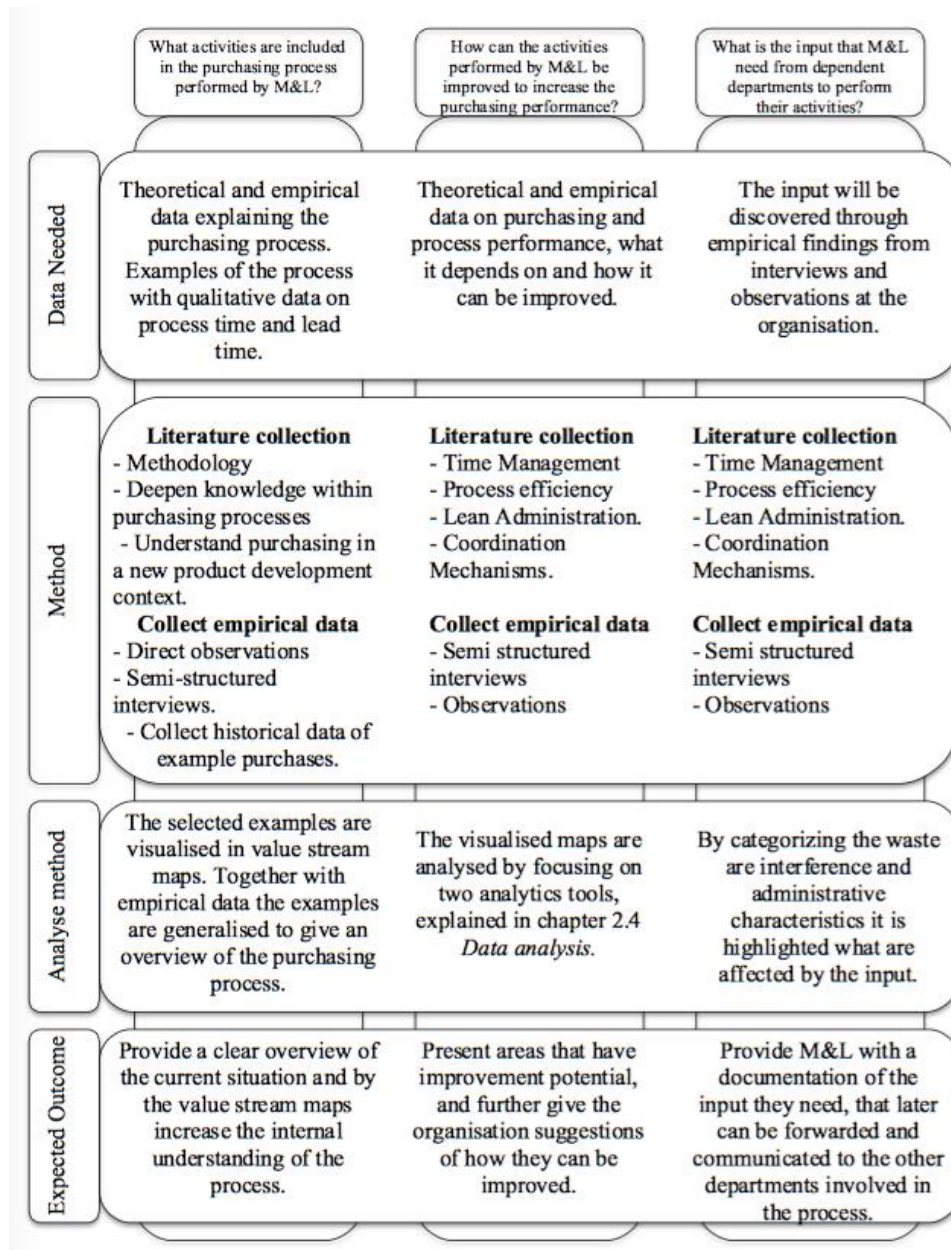 What activities are included
in the purchasing process
performed by M&L?
How can the activities
performed by M&L be
improved to increase the
purchasing performance?
What is the input that M&L
need from dependent
departments to perform
their activities?
Data Needed
Theoretical and empirical
data explaining the
purchasing process.
Examples of the process
with qualitative data on
process time and lead
time.
Theoretical and empirical
data on purchasing and
process performance, what
it depends on and how it
can be improved.
The input will be
discovered through
empirical findings from
interviews and
observations at the
organisation.
Method
Literature collection
- Methodology
- Deepen knowledge within
purchasing processes
- Understand purchasing in
a new product development
context.
Collect empirical data
- Direct observations
- Semi-structured
interviews.
- Collect historical data of
example purchases.
Literature collection
- Time Management
- Process efficiency
- Lean Administration.
- Coordination
Mechanisms.
Collect empirical data
- Semi structured
interviews
- Observations
Literature collection
- Time Management
- Process efficiency
- Lean Administration.
- Coordination
Mechanisms.
Collect empirical data
- Semi structured
interviews
- Observations
Analyse method
The selected examples are
visualised in value stream
maps. Together with
empirical data the examples
are generalised to give an
overview of the purchasing
process.
The visualised maps are
analysed by focusing on
two analytics tools,
explained in chapter 2.4
Data analysis.
By categorizing the waste
are interference and
administrative
characteristics it is
highlighted what are
affected by the input.
Expected Outcome
Provide a clear overview of
the current situation and by
the value stream maps
increase the internal
understanding of the
process.
Present areas that have
improvement potential,
and further give the
organisation suggestions
of how they can be
improved.
Provide M&L with a
documentation of the
input they need, that later
can be forwarded and
communicated to the other
departments involved in
the process.